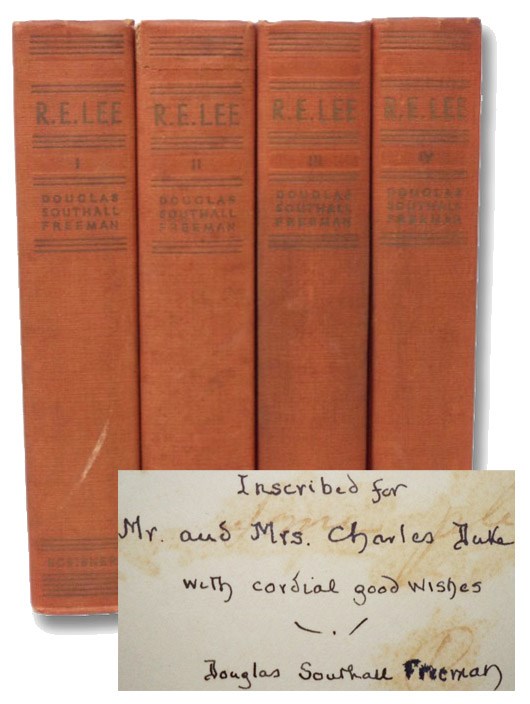 R.E. LEE
I
DOUGLAS
SOUTHALL
FREEMAN
SCRIBNERS
R.E. LEE
II
DOUGLAS
SOUTHALL
FREEMAN
R.E. LEE
III
DOUGLAS
SOUTHALL
FREEMAN
R.E. LEE
IV
DOUGLAS
SOUTHALL
FREEMAN
Inscribed for
Mr. and Mrs. Charles Duke
with cordial good wishes
Douglas Southall Freeman